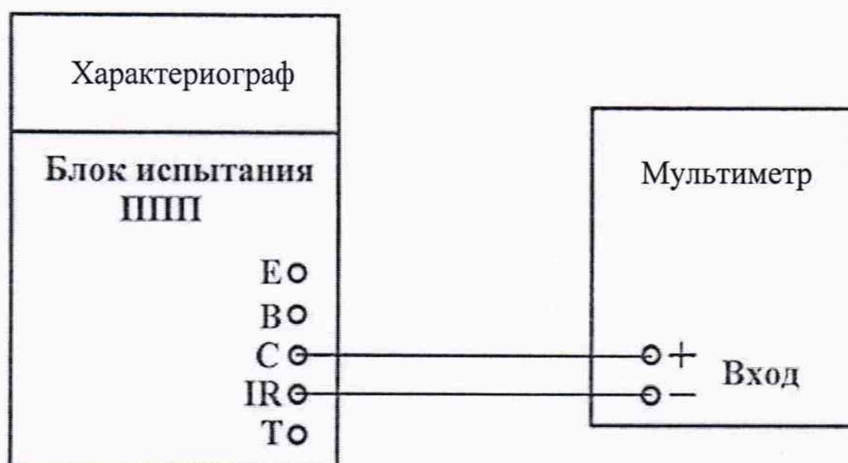 Характериограф
Блок испытания
ППП
E
B
C
IR
T
Мультиметр
+
Вход
–